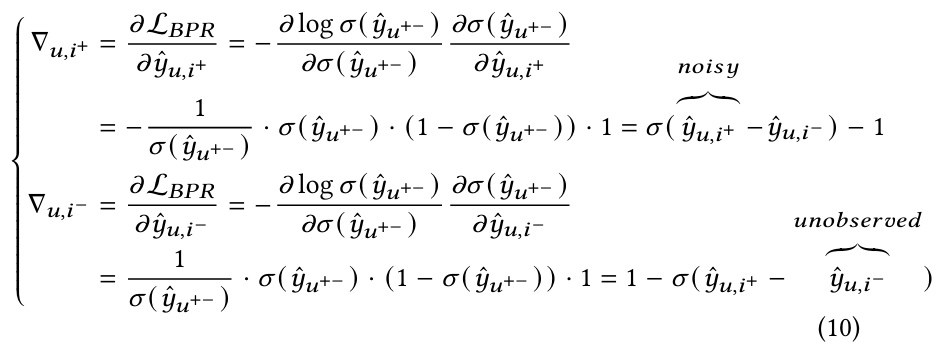 ∇_{u,i⁺} = ∂ℒ_{BPR}/∂ŷ_{u,i⁺} = −∂log σ(ŷ_{u⁺⁻})/∂σ(ŷ_{u⁺⁻}) ∂σ(ŷ_{u⁺⁻})/∂ŷ_{u,i⁺}
noisy
= −1/σ(ŷ_{u⁺⁻}) · σ(ŷ_{u⁺⁻}) · (1 − σ(ŷ_{u⁺⁻})) · 1 = σ(ŷ_{u,i⁺} − ŷ_{u,i⁻}) − 1
∇_{u,i⁻} = ∂ℒ_{BPR}/∂ŷ_{u,i⁻} = −∂log σ(ŷ_{u⁺⁻})/∂σ(ŷ_{u⁺⁻}) ∂σ(ŷ_{u⁺⁻})/∂ŷ_{u,i⁻}
unobserved
= 1/σ(ŷ_{u⁺⁻}) · σ(ŷ_{u⁺⁻}) · (1 − σ(ŷ_{u⁺⁻})) · 1 = 1 − σ(ŷ_{u,i⁺} − ŷ_{u,i⁻})
(10)